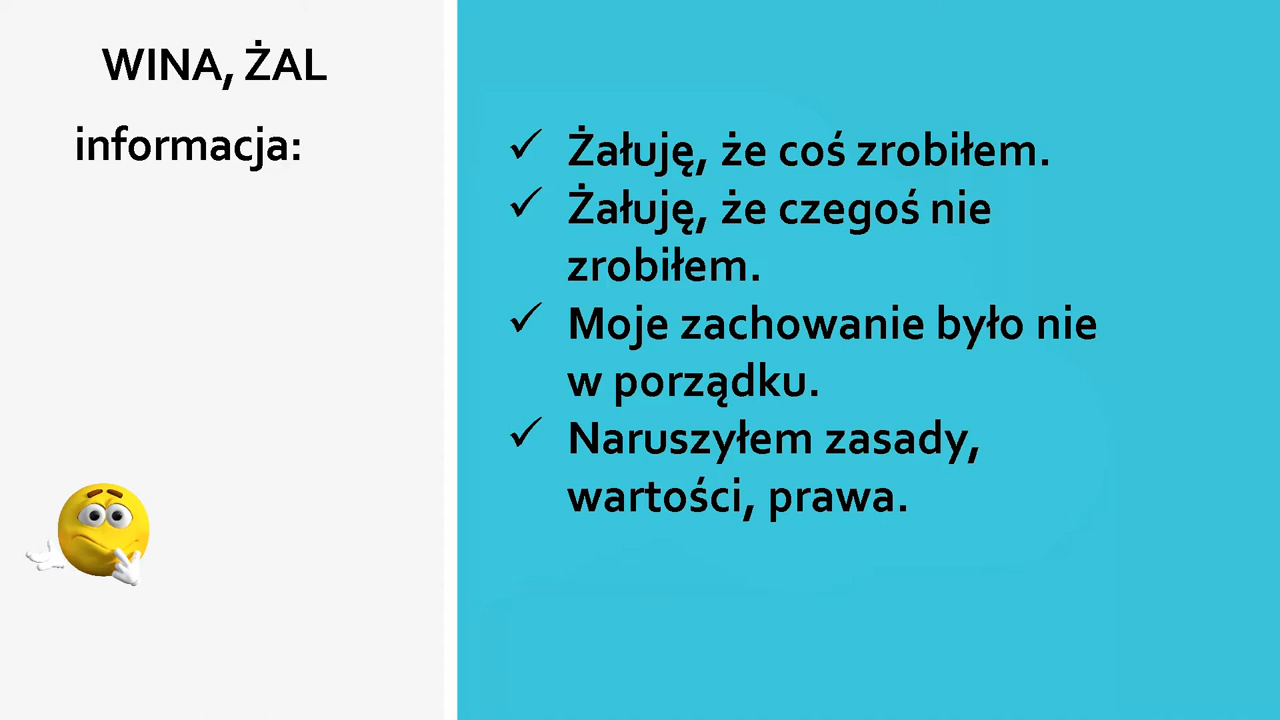 WINA, ŻAL
informacja:
Żałuję, że coś zrobiłem.
Żałuję, że czegoś nie
zrobiłem.
Moje zachowanie było nie
w porządku.
Naruszyłem zasady,
wartości, prawa.